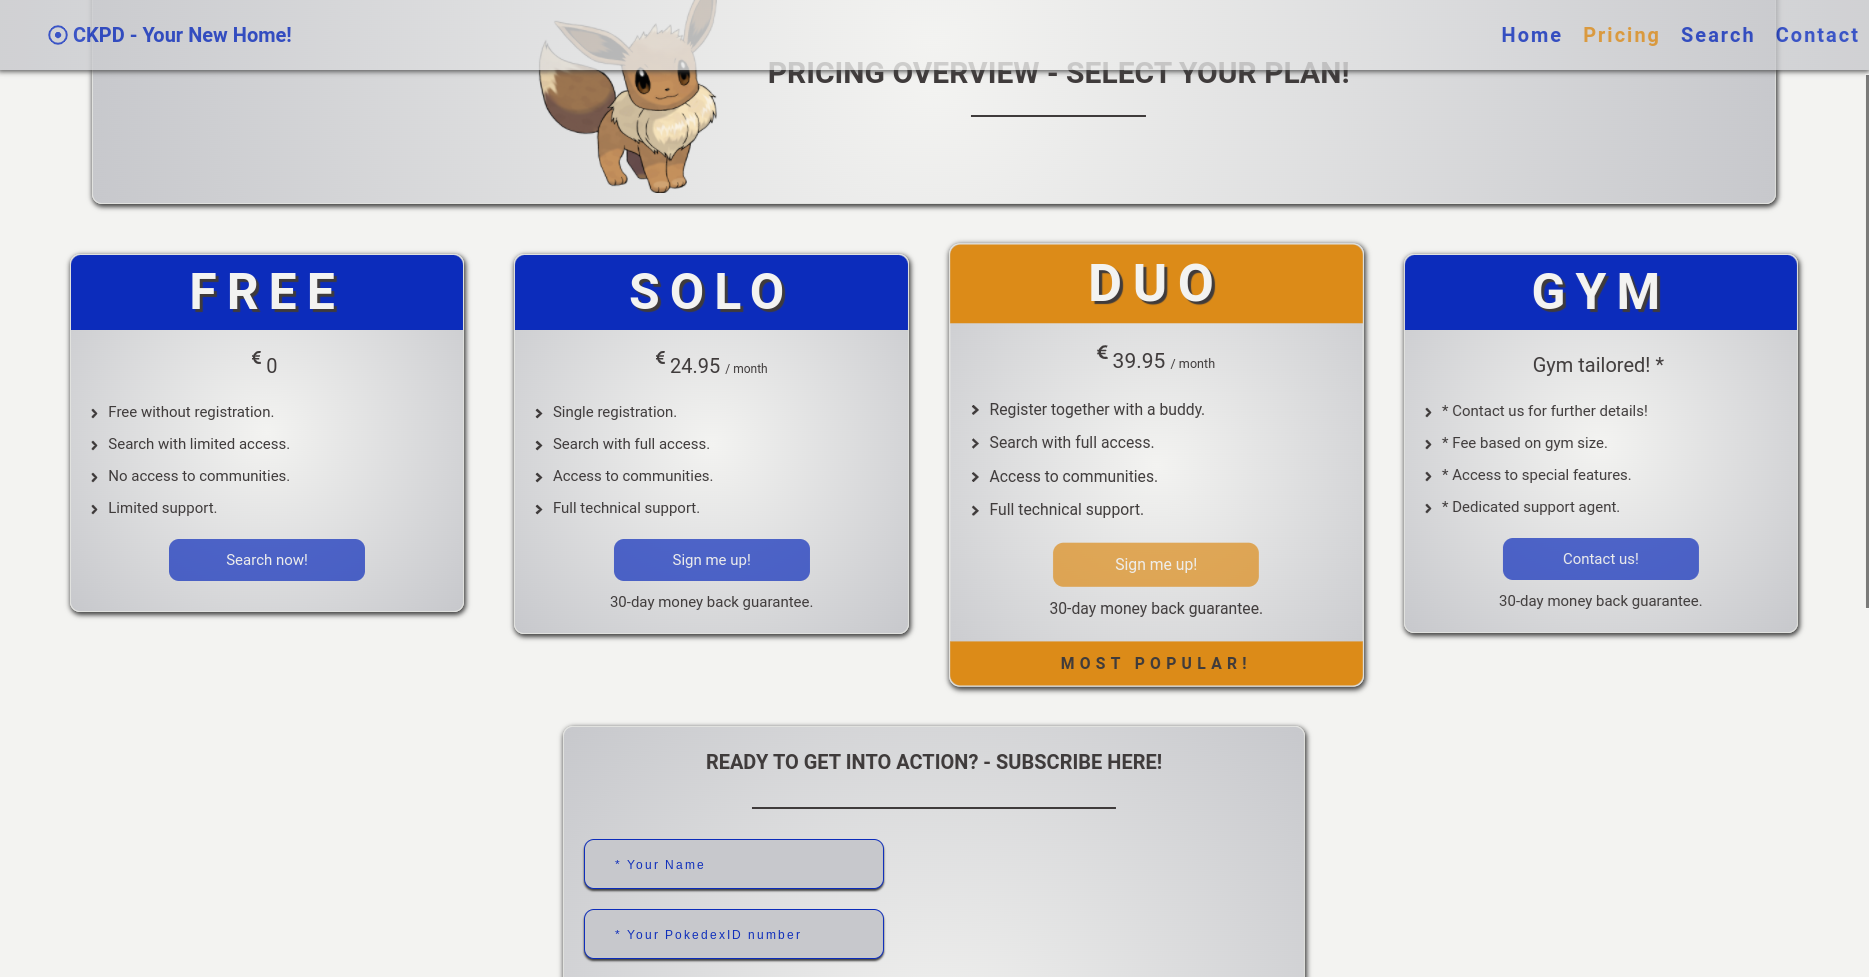 CKPD - Your New Home!
Home Pricing Search Contact
PRICING OVERVIEW - SELECT YOUR PLAN!
FREE
€ 0
Free without registration.
Search with limited access.
No access to communities.
Limited support.
Search now!
SOLO
€ 24.95 / month
Single registration.
Search with full access.
Access to communities.
Full technical support.
Sign me up!
30-day money back guarantee.
DUO
€ 39.95 / month
Register together with a buddy.
Search with full access.
Access to communities.
Full technical support.
Sign me up!
30-day money back guarantee.
MOST POPULAR!
GYM
Gym tailored! *
* Contact us for further details!
* Fee based on gym size.
* Access to special features.
* Dedicated support agent.
Contact us!
30-day money back guarantee.
READY TO GET INTO ACTION? - SUBSCRIBE HERE!
* Your Name
* Your PokedexID number